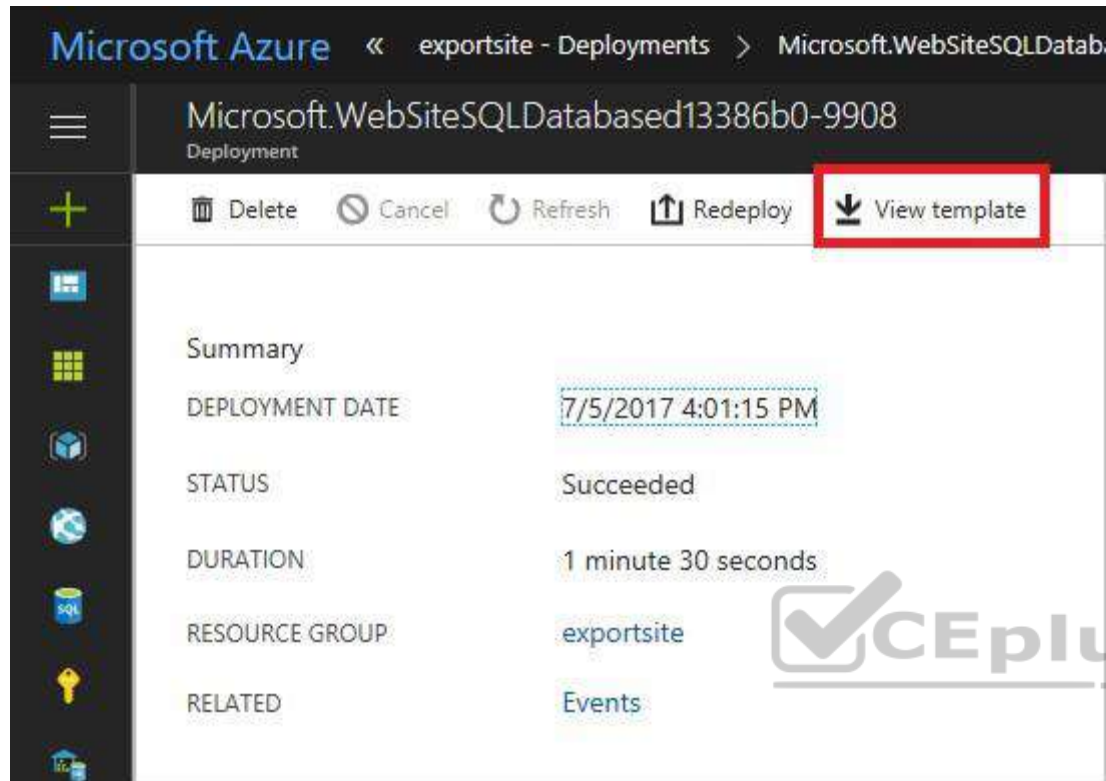 Microsoft Azure « exportsite - Deployments > Microsoft.WebSiteSQLDatab
Microsoft.WebSiteSQLDatabased13386b0-9908
Deployment
Delete Cancel Refresh Redeploy View template
Summary
DEPLOYMENT DATE 7/5/2017 4:01:15 PM
STATUS Succeeded
DURATION 1 minute 30 seconds
RESOURCE GROUP exportsite
CEplu
RELATED Events
SQL